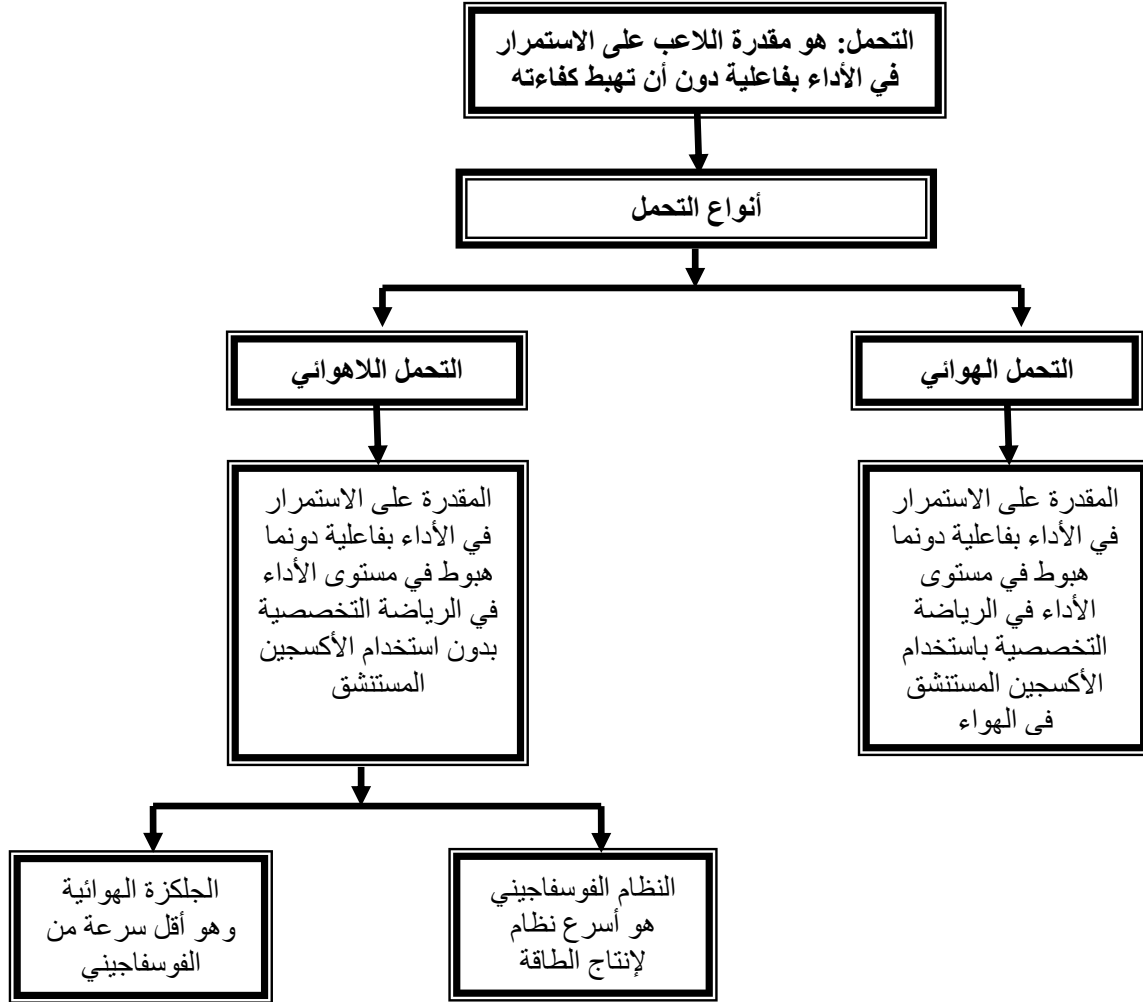 التحمل: هو مقدرة اللاعب على الاستمرار
في الأداء بفاعلية دون أن تهبط كفاءته
أنواع التحمل
التحمل الهوائي
التحمل اللاهوائي
المقدرة على الاستمرار
في الأداء بفاعلية دونما
هبوط في مستوى
الأداء في الرياضة
التخصصية باستخدام
الأكسجين المستنشق
فى الهواء
المقدرة على الاستمرار
في الأداء بفاعلية دونما
هبوط في مستوى الأداء
في الرياضة التخصصية
بدون استخدام الأكسجين
المستنشق
النظام الفوسفاجيني
هو أسرع نظام
لإنتاج الطاقة
الجلكزة الهوائية
وهو أقل سرعة من
الفوسفاجيني